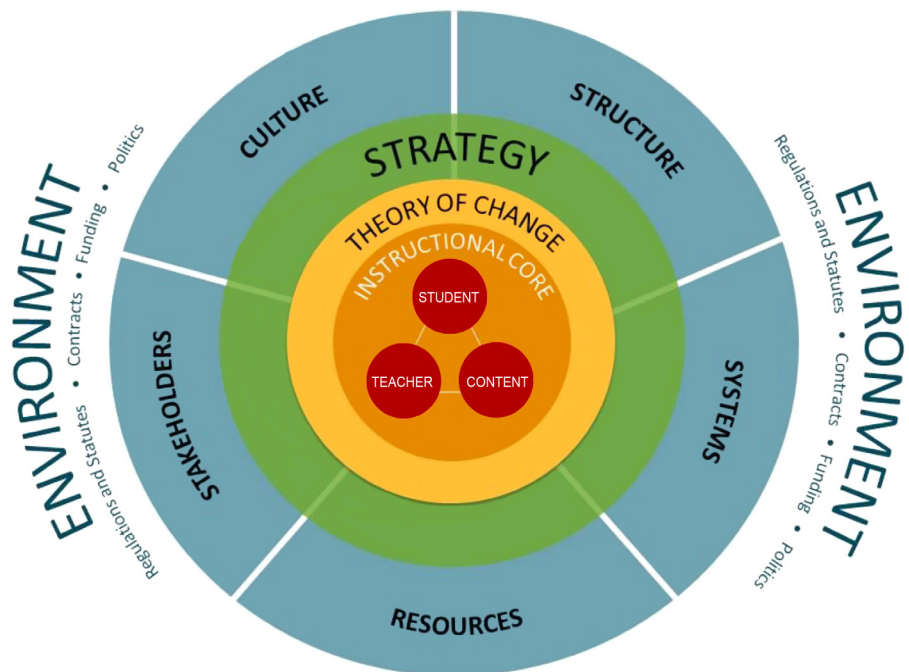 CULTURE
STRUCTURE
STRATEGY
THEORY OF CHANGE
INSTRUCTIONAL CORE
STUDENT
TEACHER
CONTENT
STAKEHOLDERS
SYSTEMS
RESOURCES
ENVIRONMENT
Regulations and Statutes • Contracts • Funding • Politics
ENVIRONMENT
Regulations and Statutes • Contracts • Funding • Politics